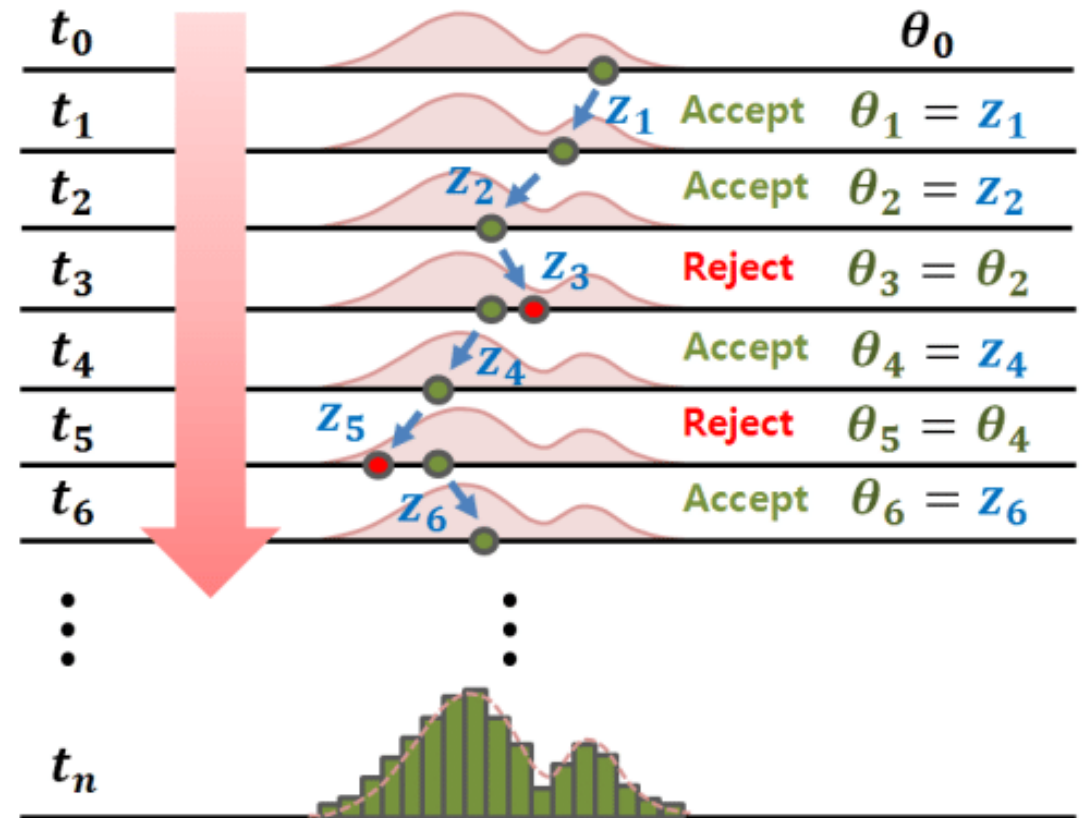 t₀ θ₀
t₁ z₁ Accept θ₁ = z₁
t₂ z₂ Accept θ₂ = z₂
t₃ z₃ Reject θ₃ = θ₂
t₄ z₄ Accept θ₄ = z₄
t₅ z₅ Reject θ₅ = θ₄
t₆ z₆ Accept θ₆ = z₆
tₙ